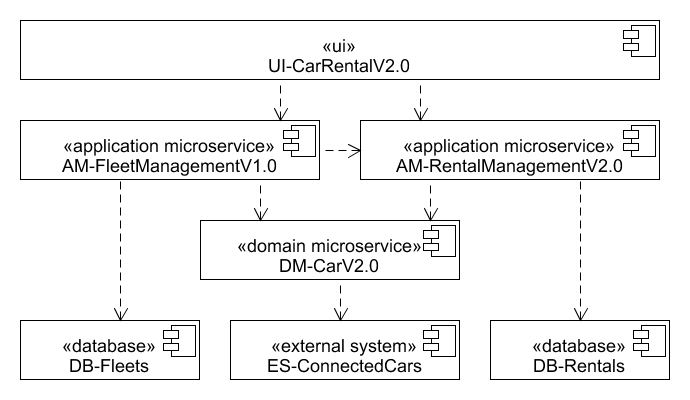 «ui»
UI-CarRentalV2.0
«application microservice»
AM-FleetManagementV1.0
«application microservice»
AM-RentalManagementV2.0
«domain microservice»
DM-CarV2.0
«database»
DB-Fleets
«external system»
ES-ConnectedCars
«database»
DB-Rentals